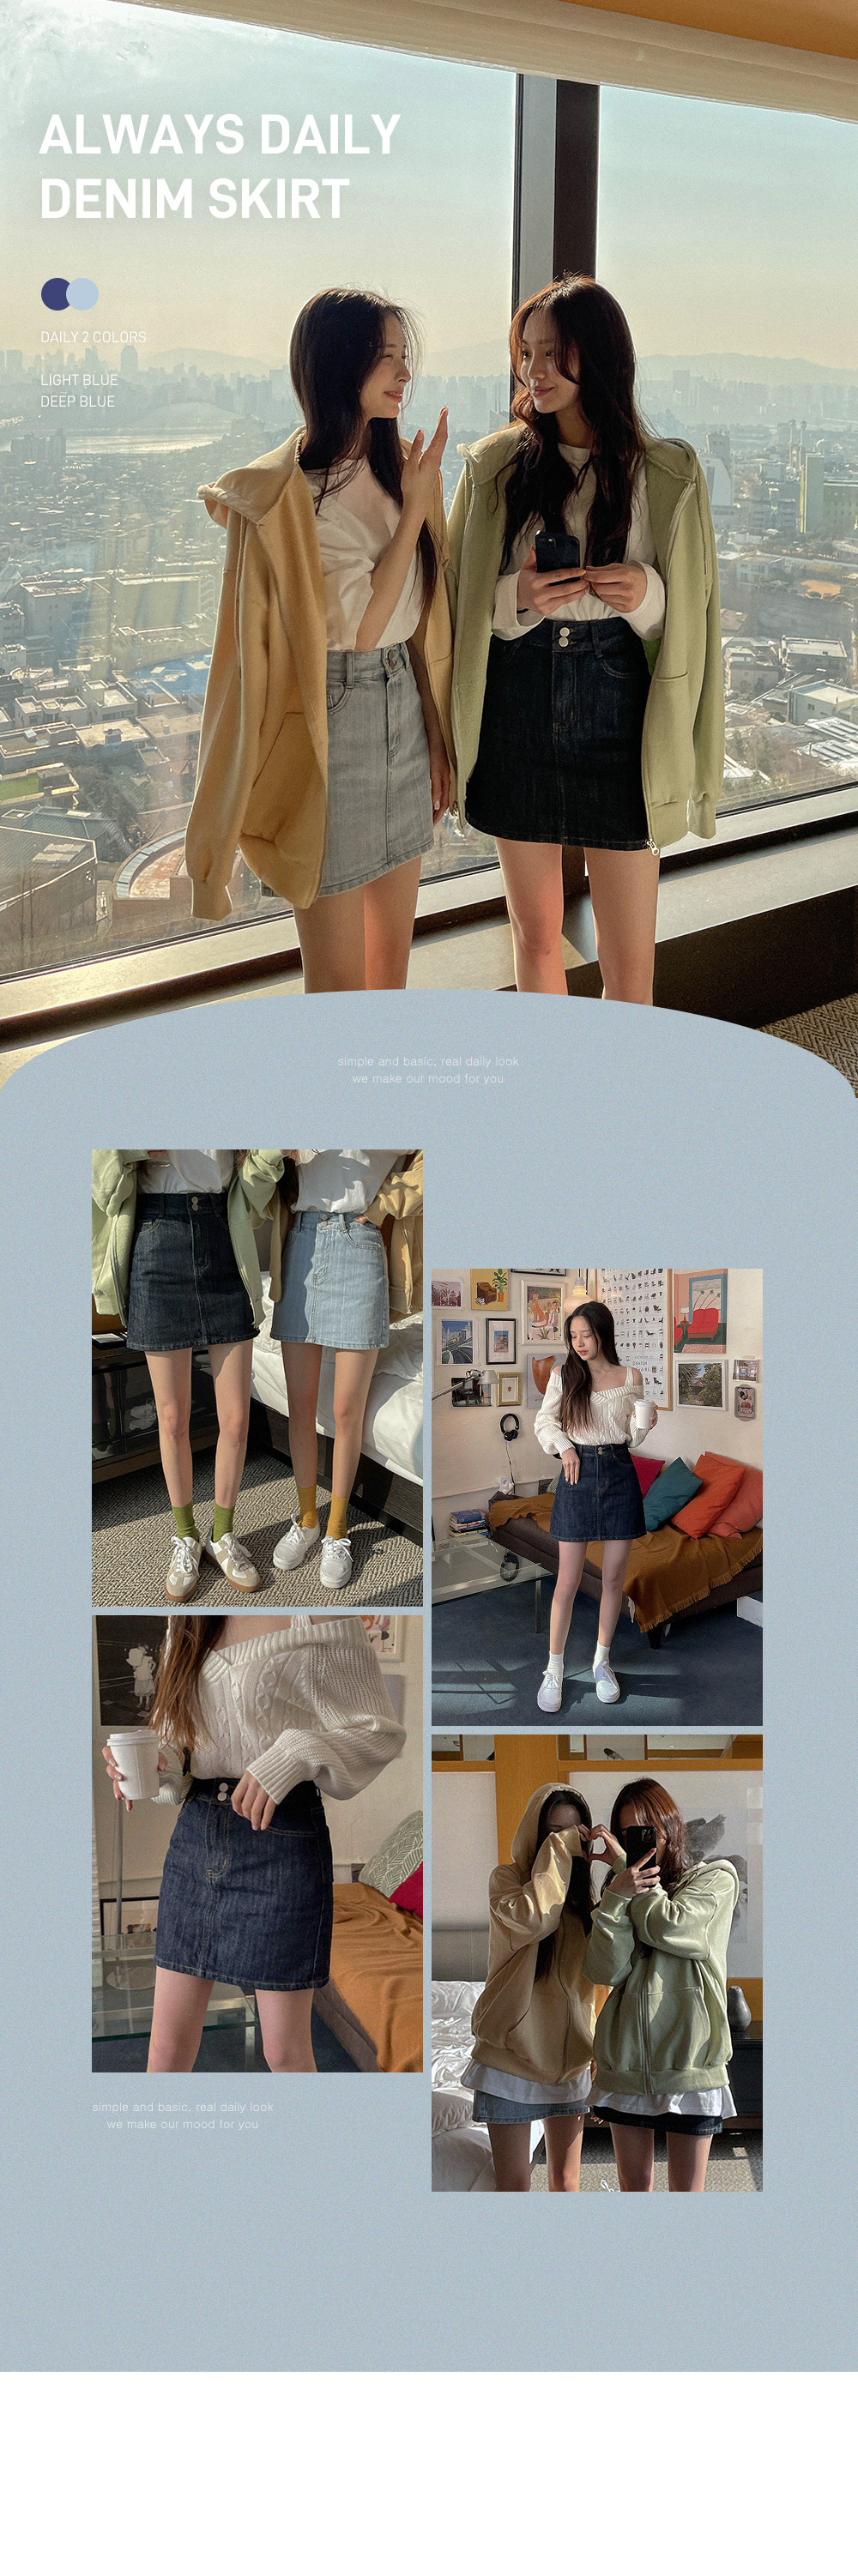 ALWAYS DAILY
DENIM SKIRT
DAILY 2 COLORS
LIGHT BLUE
DEEP BLUE
simple and basic, real daily look
we make our mood for you
simple and basic, real daily look
we make our mood for you